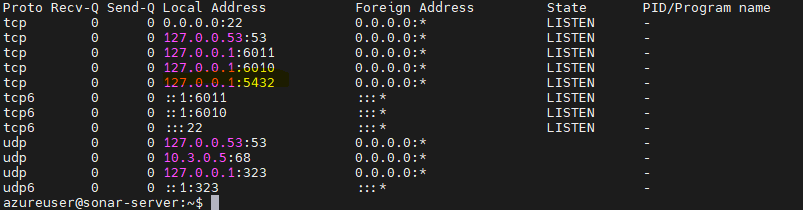 Proto Recv-Q Send-Q Local Address           Foreign Address         State       PID/Program name
tcp        0      0 0.0.0.0:22              0.0.0.0:*               LISTEN      -
tcp        0      0 127.0.0.53:53           0.0.0.0:*               LISTEN      -
tcp        0      0 127.0.0.1:6011          0.0.0.0:*               LISTEN      -
tcp        0      0 127.0.0.1:6010          0.0.0.0:*               LISTEN      -
tcp        0      0 127.0.0.1:5432          0.0.0.0:*               LISTEN      -
tcp6       0      0 ::1:6011                :::*                    LISTEN      -
tcp6       0      0 ::1:6010                :::*                    LISTEN      -
tcp6       0      0 :::22                   :::*                    LISTEN      -
udp        0      0 127.0.0.53:53           0.0.0.0:*                           -
udp        0      0 10.3.0.5:68             0.0.0.0:*                           -
udp        0      0 127.0.0.1:323           0.0.0.0:*                           -
udp6       0      0 ::1:323                 :::*                                -
azureuser@sonar-server:~$